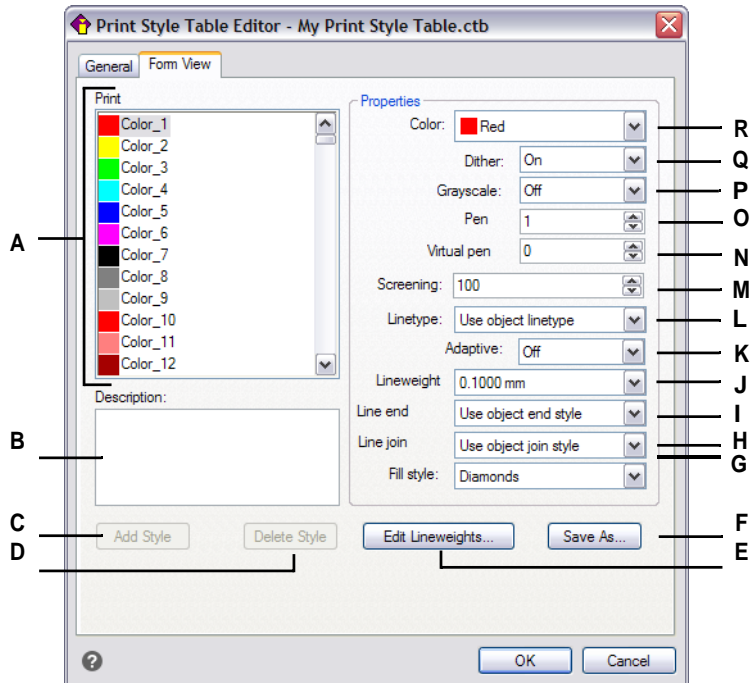 Print Style Table Editor - My Print Style Table.ctb
General Form View
Print
Color_1
Color_2
Color_3
Color_4
Color_5
Color_6
Color_7
Color_8
Color_9
Color_10
Color_11
Color_12
Description:
Properties
Color: Red
Dither: On
Grayscale: Off
Pen 1
Virtual pen 0
Screening: 100
Linetype: Use object linetype
Adaptive: Off
Lineweight 0.1000 mm
Line end Use object end style
Line join Use object join style
Fill style: Diamonds
Add Style Delete Style Edit Lineweights... Save As...
? OK Cancel
A
B
C
D
R
Q
P
O
N
M
L
K
J
I
H
G
F
E